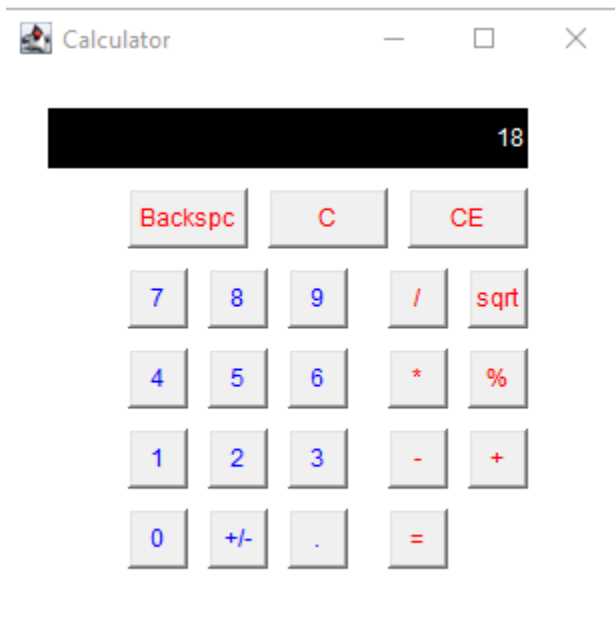 Calculator
18
Backspc C CE
7 8 9 / sqrt
4 5 6 * %
1 2 3 - +
0 +/- . =